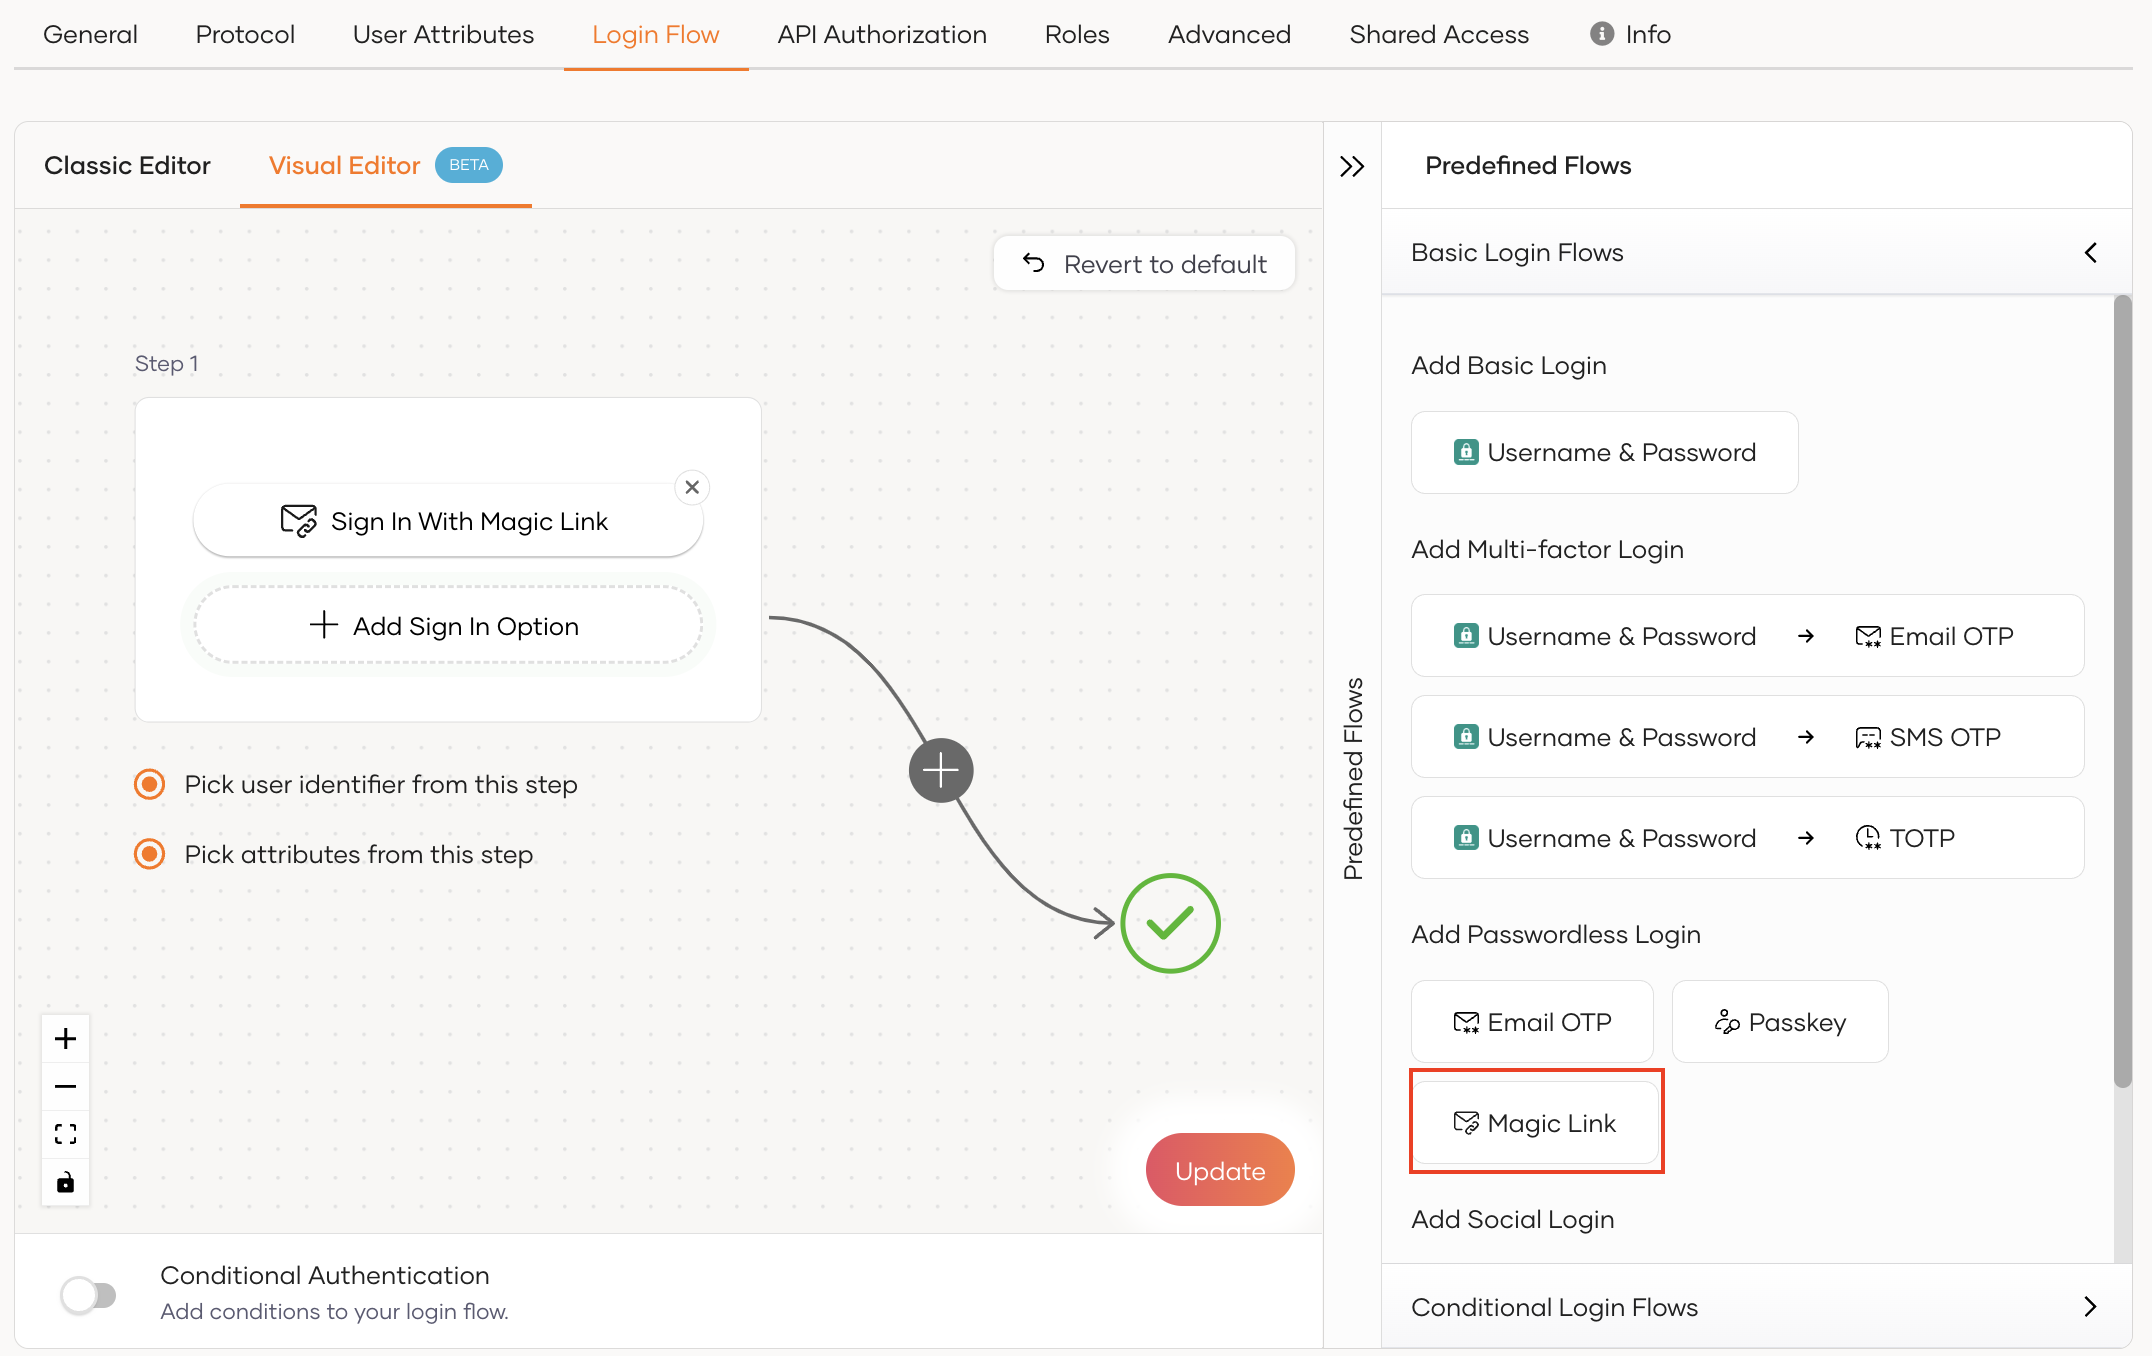 General
Protocol
User Attributes
Login Flow
API Authorization
Roles
Advanced
Shared Access
Info
Classic Editor
Visual Editor
BETA
Revert to default
Step 1
Sign In With Magic Link
Add Sign In Option
Pick user identifier from this step
Pick attributes from this step
Update
Conditional Authentication
Add conditions to your login flow.
Predefined Flows
Predefined Flows
Basic Login Flows
Add Basic Login
Username & Password
Add Multi-factor Login
Username & Password → Email OTP
Username & Password → SMS OTP
Username & Password → TOTP
Add Passwordless Login
Email OTP
Passkey
Magic Link
Add Social Login
Conditional Login Flows